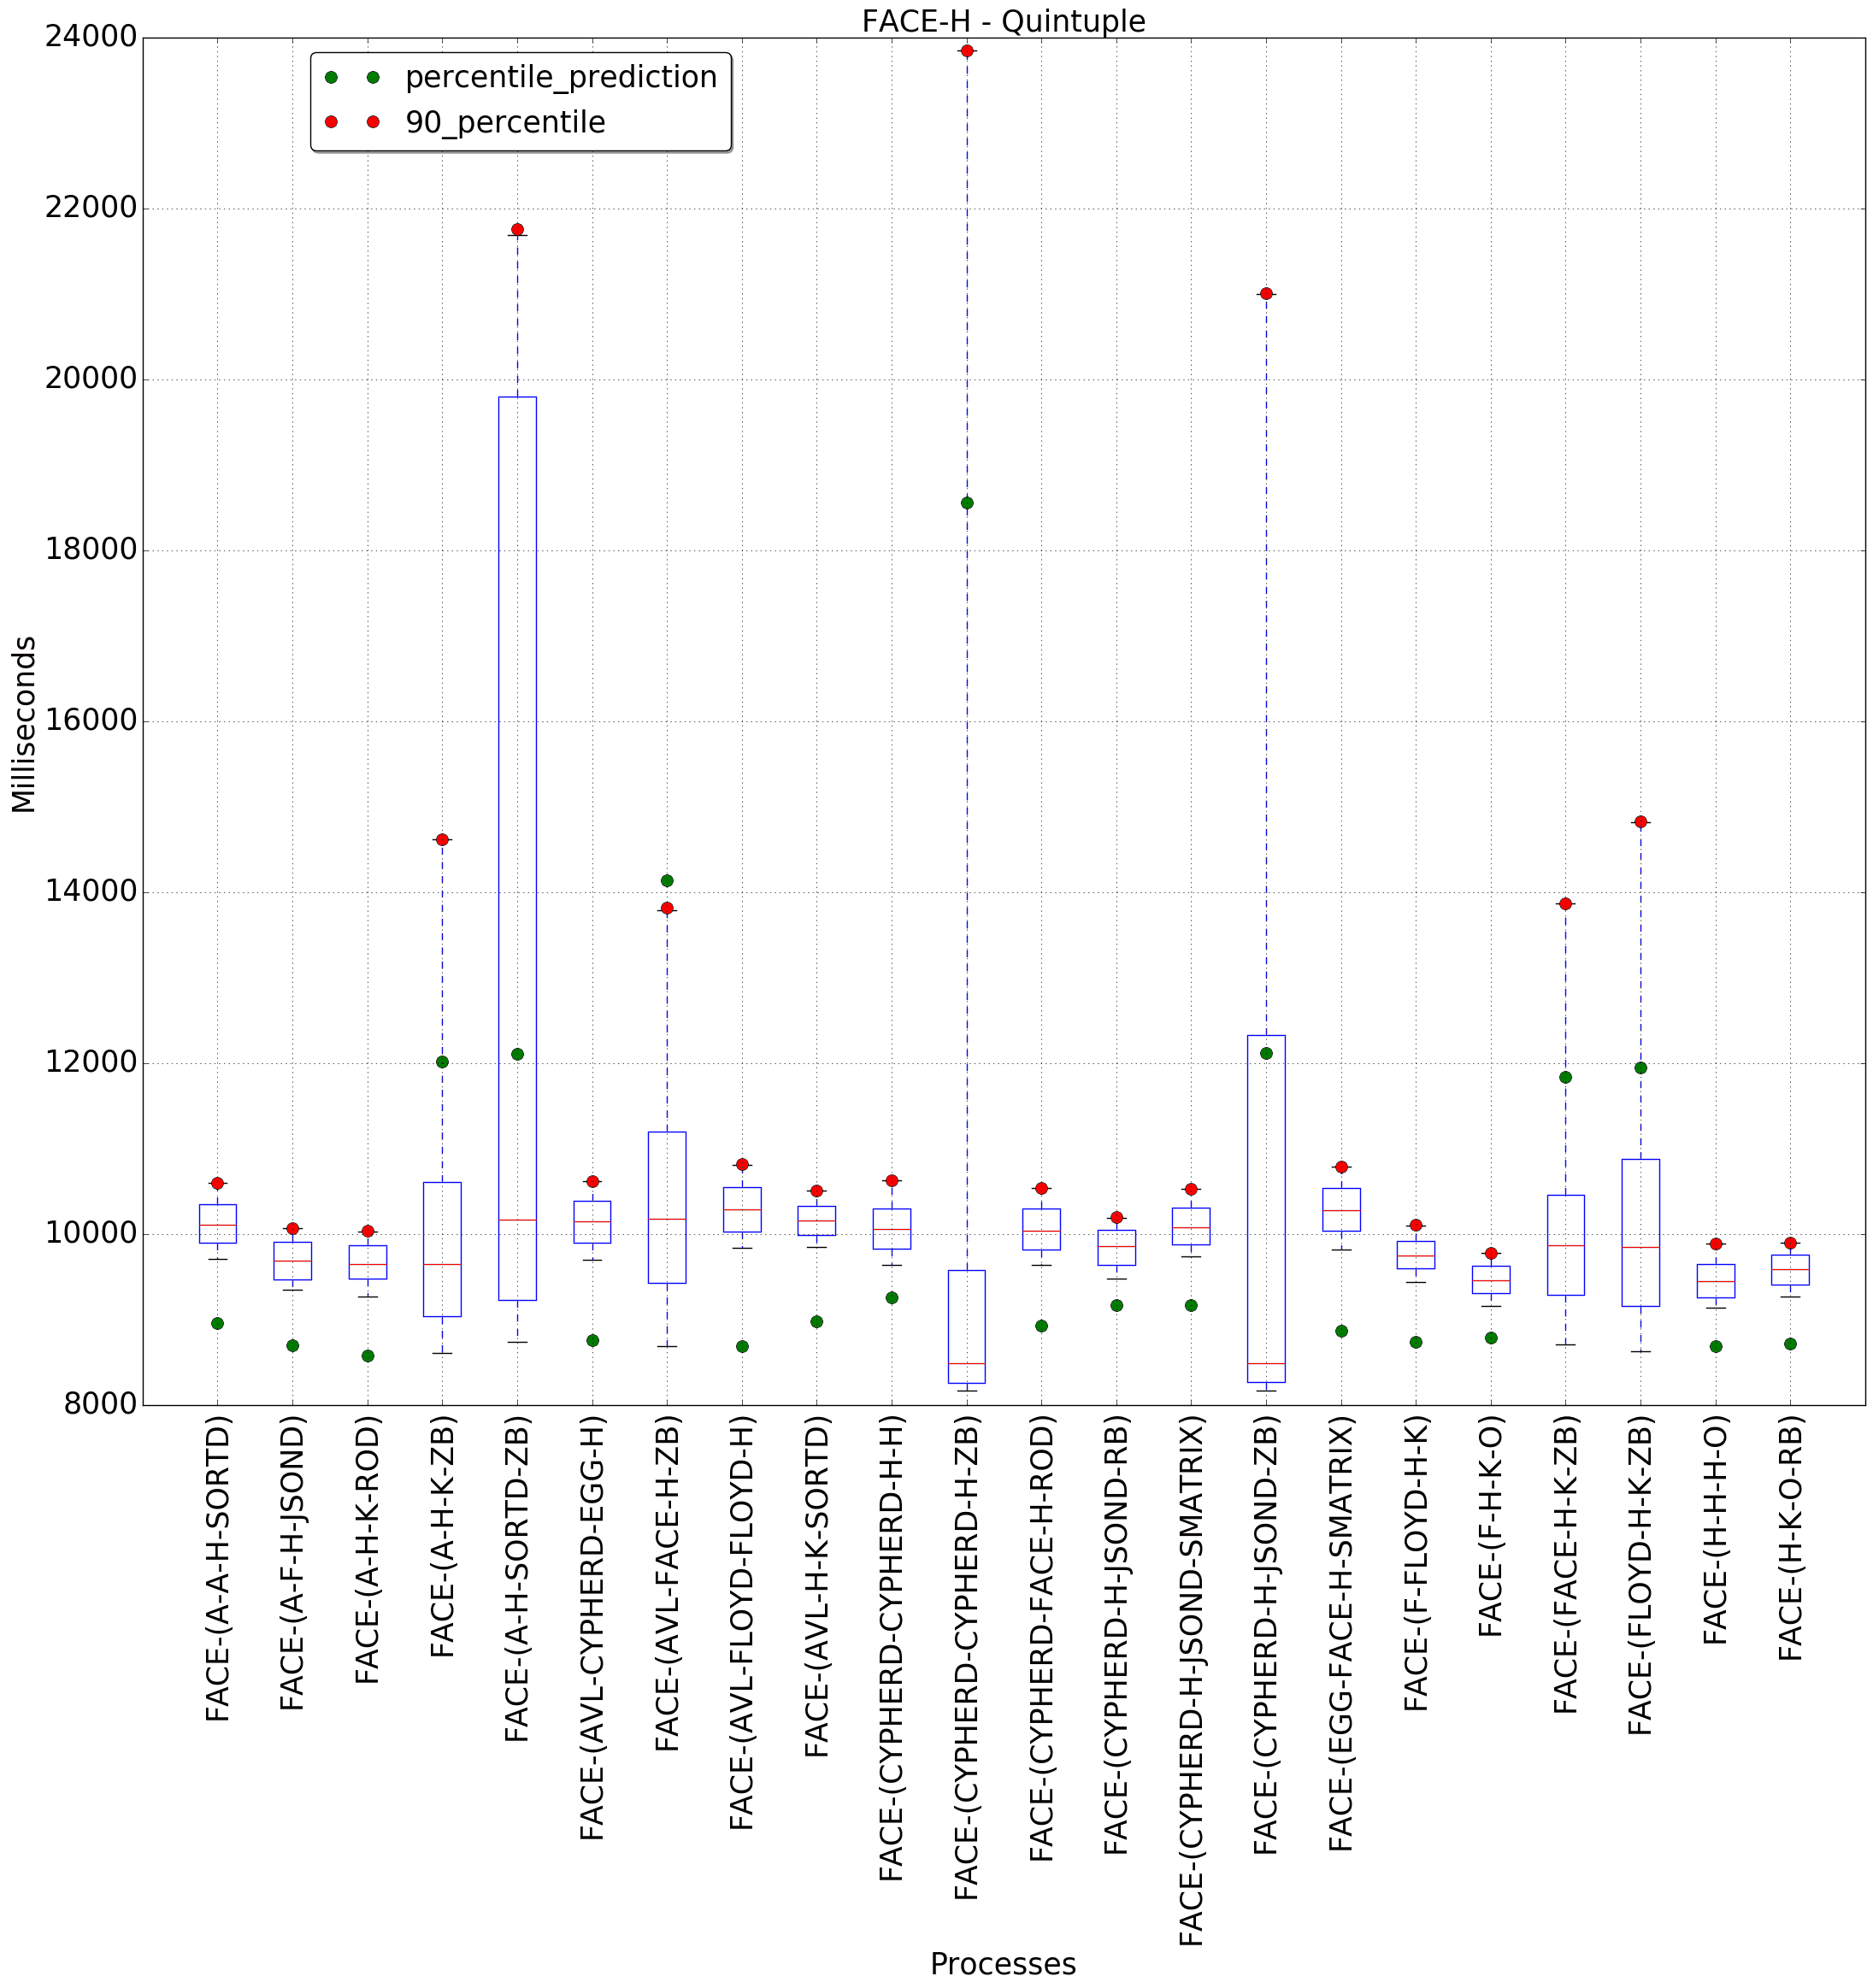 FACE-H - Quintuple
percentile_prediction
90_percentile
24000
22000
20000
18000
16000
14000
12000
10000
8000
Milliseconds
FACE-(A-A-H-SORTD)
FACE-(A-F-H-JSOND)
FACE-(A-H-K-ROD)
FACE-(A-H-K-ZB)
FACE-(A-H-SORTD-ZB)
FACE-(AVL-CYPHERD-EGG-H)
FACE-(AVL-FACE-H-ZB)
FACE-(AVL-FLOYD-FLOYD-H)
FACE-(AVL-H-K-SORTD)
FACE-(CYPHERD-CYPHERD-H-H)
FACE-(CYPHERD-CYPHERD-H-ZB)
FACE-(CYPHERD-FACE-H-ROD)
FACE-(CYPHERD-H-JSOND-RB)
FACE-(CYPHERD-H-JSOND-SMATRIX)
FACE-(CYPHERD-H-JSOND-ZB)
FACE-(EGG-FACE-H-SMATRIX)
FACE-(F-FLOYD-H-K)
FACE-(F-H-K-O)
FACE-(FACE-H-K-ZB)
FACE-(FLOYD-H-K-ZB)
FACE-(H-H-H-O)
FACE-(H-K-O-RB)
Processes